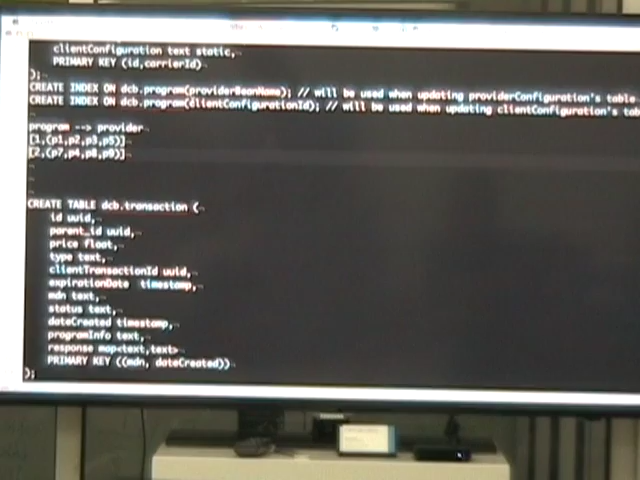 clientConfiguration text static,
PRIMARY KEY (id,carrierId)
);
CREATE INDEX ON dcb.program(providerBeanName); // will be used when updating providerConfiguration's table
CREATE INDEX ON dcb.program(clientConfigurationId); // will be used when updating clientConfiguration's tab
program --> provider
[1,(p1,p2,p3,p5)]
[2,(p7,p4,p8,p9)]
CREATE TABLE dcb.transaction (
id uuid,
parent_id uuid,
price float,
type text,
clientTransactionId uuid,
expirationDate timestamp,
mdn text,
status text,
dateCreated timestamp,
programInfo text,
response map<text,text>
PRIMARY KEY ((mdn, dateCreated))
);